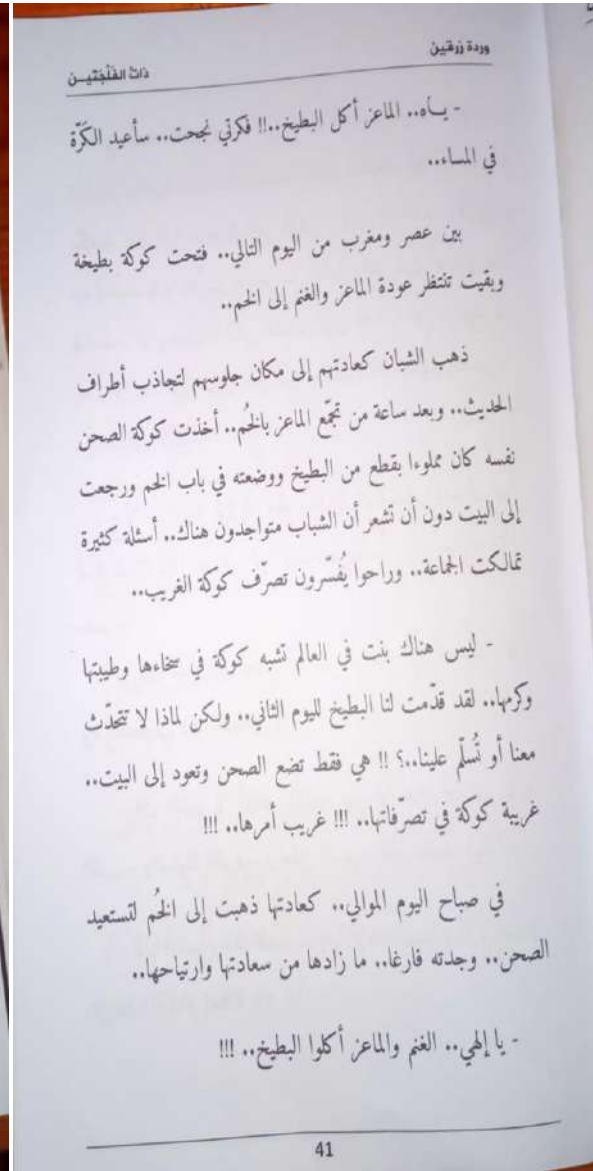 وردة زرقين
ذاتُ الفَلْجَتَيــن
- يـــاه.. الماعز أكل البطيخ..!! فكرتي نجحت.. سأعيد الكَرّة
في المساء..
بين عصر ومغرب من اليوم التالي.. فتحت كوكة بطيخة
وبقيت تنتظر عودة الماعز والغنم إلى الخم..
ذهب الشبان كعادتهم إلى مكان جلوسهم لتجاذب أطراف
الحديث.. وبعد ساعة من تجمّع الماعز بالخُم.. أخذت كوكة الصحن
نفسه كان مملوءا بقطع من البطيخ ووضعته في باب الخم ورجعت
إلى البيت دون أن تشعر أن الشباب متواجدون هناك.. أسئلة كثيرة
تمالكت الجماعة.. وراحوا يُفسّرون تصرّف كوكة الغريب..
- ليس هناك بنت في العالم تشبه كوكة في سخاءها وطيبتها
وكرمها.. لقد قدّمت لنا البطيخ لليوم الثاني.. ولكن لماذا لا تتحدّث
معنا أو تُسلّم علينا..؟ !! هي فقط تضع الصحن وتعود إلى البيت..
غريبة كوكة في تصرّفاتها.. !!! غريب أمرها.. !!!
في صباح اليوم الموالي.. كعادتها ذهبت إلى الخُم لتستعيد
الصحن.. وجدته فارغا.. ما زادها من سعادتها وارتياحها..
- يا إلهي.. الغنم والماعز أكلوا البطيخ.. !!!
41